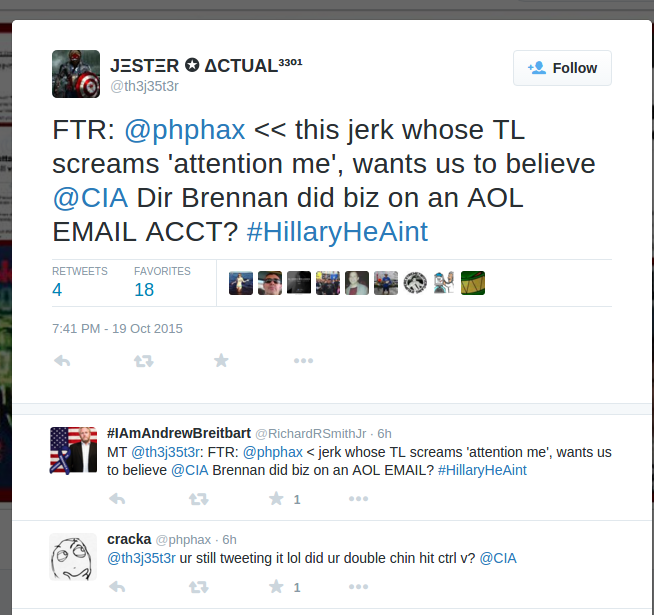 JΞSTΞR ✪ ΔCTUAL³³º¹
@th3j35t3r
Follow
FTR: @phphax << this jerk whose TL
screams 'attention me', wants us to believe
@CIA Dir Brennan did biz on an AOL
EMAIL ACCT? #HillaryHeAint
RETWEETS FAVORITES
4 18
7:41 PM - 19 Oct 2015
#IAmAndrewBreitbart @RichardRSmithJr · 6h
MT @th3j35t3r: FTR: @phphax < jerk whose TL screams 'attention me', wants us
to believe @CIA Brennan did biz on an AOL EMAIL? #HillaryHeAint
1
cracka @phphax · 6h
@th3j35t3r ur still tweeting it lol did ur double chin hit ctrl v? @CIA
1